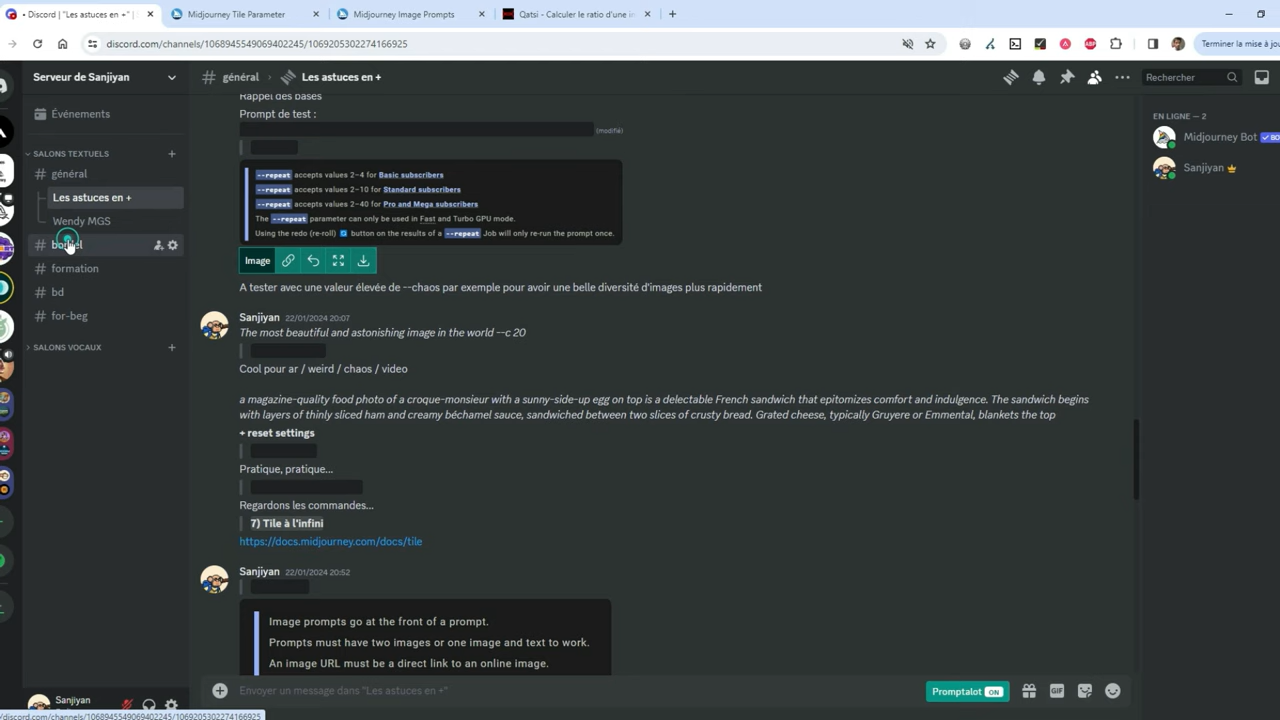 • Discord | "Les astuces en +"
Midjourney Tile Parameter
Midjourney Image Prompts
Qatsi - Calculer le ratio d'une i
discord.com/channels/1068945549069402245/1069205302274166925
Terminer la mise à jou
Serveur de Sanjiyan
général
Les astuces en +
Rechercher
Événements
SALONS TEXTUELS
général
Les astuces en +
Wendy MGS
formation
bd
for-beg
SALONS VOCAUX
Rappel des bases
Prompt de test :
(modifié)
--repeat accepts values 2–4 for Basic subscribers
--repeat accepts values 2–10 for Standard subscribers
--repeat accepts values 2–40 for Pro and Mega subscribers
The --repeat parameter can only be used in Fast and Turbo GPU mode.
Using the redo (re-roll) button on the results of a --repeat Job will only re-run the prompt once.
Image
A tester avec une valeur élevée de --chaos par exemple pour avoir une belle diversité d'images plus rapidement
Sanjiyan 22/01/2024 20:07
The most beautiful and astonishing image in the world --c 20
Cool pour ar / weird / chaos / video
a magazine-quality food photo of a croque-monsieur with a sunny-side-up egg on top is a delectable French sandwich that epitomizes comfort and indulgence. The sandwich begins
with layers of thinly sliced ham and creamy béchamel sauce, sandwiched between two slices of crusty bread. Grated cheese, typically Gruyere or Emmental, blankets the top
+ reset settings
Pratique, pratique...
Regardons les commandes...
7) Tile à l'infini
https://docs.midjourney.com/docs/tile
Sanjiyan 22/01/2024 20:52
Image prompts go at the front of a prompt.
Prompts must have two images or one image and text to work.
An image URL must be a direct link to an online image.
Envoyer un message dans "Les astuces en +"
Promptalot ON
GIF
EN LIGNE — 2
Midjourney Bot
Sanjiyan
Sanjiyan
/discord.com/channels/1068945549069402245/1069205302274166925